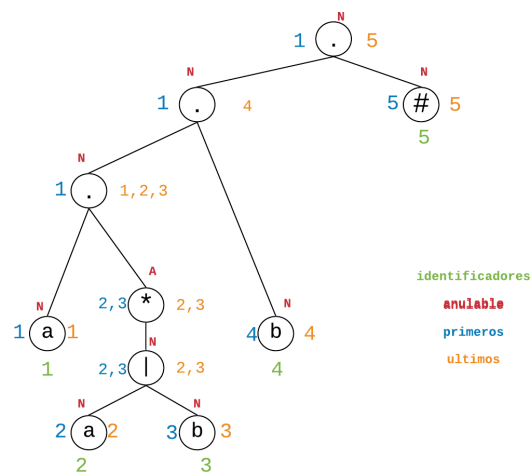 N
1 . 5
N N
1 . 4 5 # 5
5
N
1 . 1,2,3
A
identificadores
2,3 * 2,3
anulable
N N
1 a 1 4 b 4
primeros
N
2,3 | 2,3
ultimos
1 4
N N
2 a 2 3 b 3
2 3